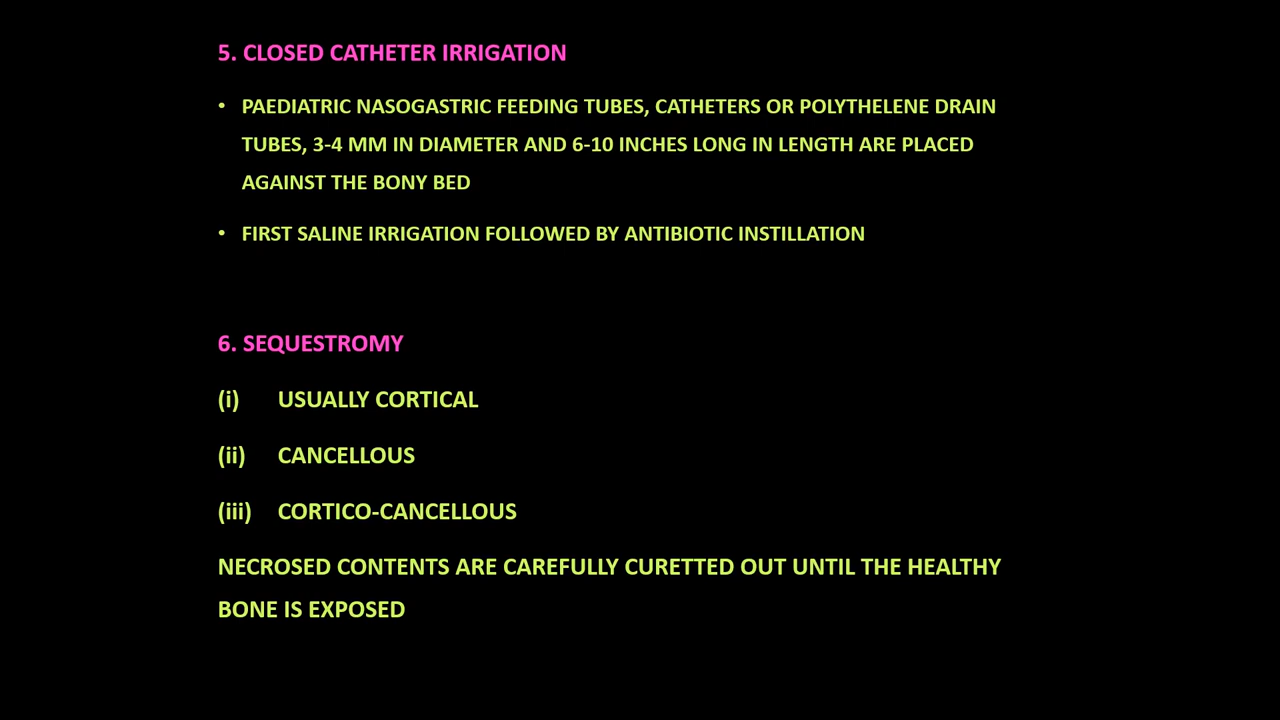 5. CLOSED CATHETER IRRIGATION
• PAEDIATRIC NASOGASTRIC FEEDING TUBES, CATHETERS OR POLYTHELENE DRAIN
TUBES, 3-4 MM IN DIAMETER AND 6-10 INCHES LONG IN LENGTH ARE PLACED
AGAINST THE BONY BED
• FIRST SALINE IRRIGATION FOLLOWED BY ANTIBIOTIC INSTILLATION
6. SEQUESTROMY
(i) USUALLY CORTICAL
(ii) CANCELLOUS
(iii) CORTICO-CANCELLOUS
NECROSED CONTENTS ARE CAREFULLY CURETTED OUT UNTIL THE HEALTHY
BONE IS EXPOSED